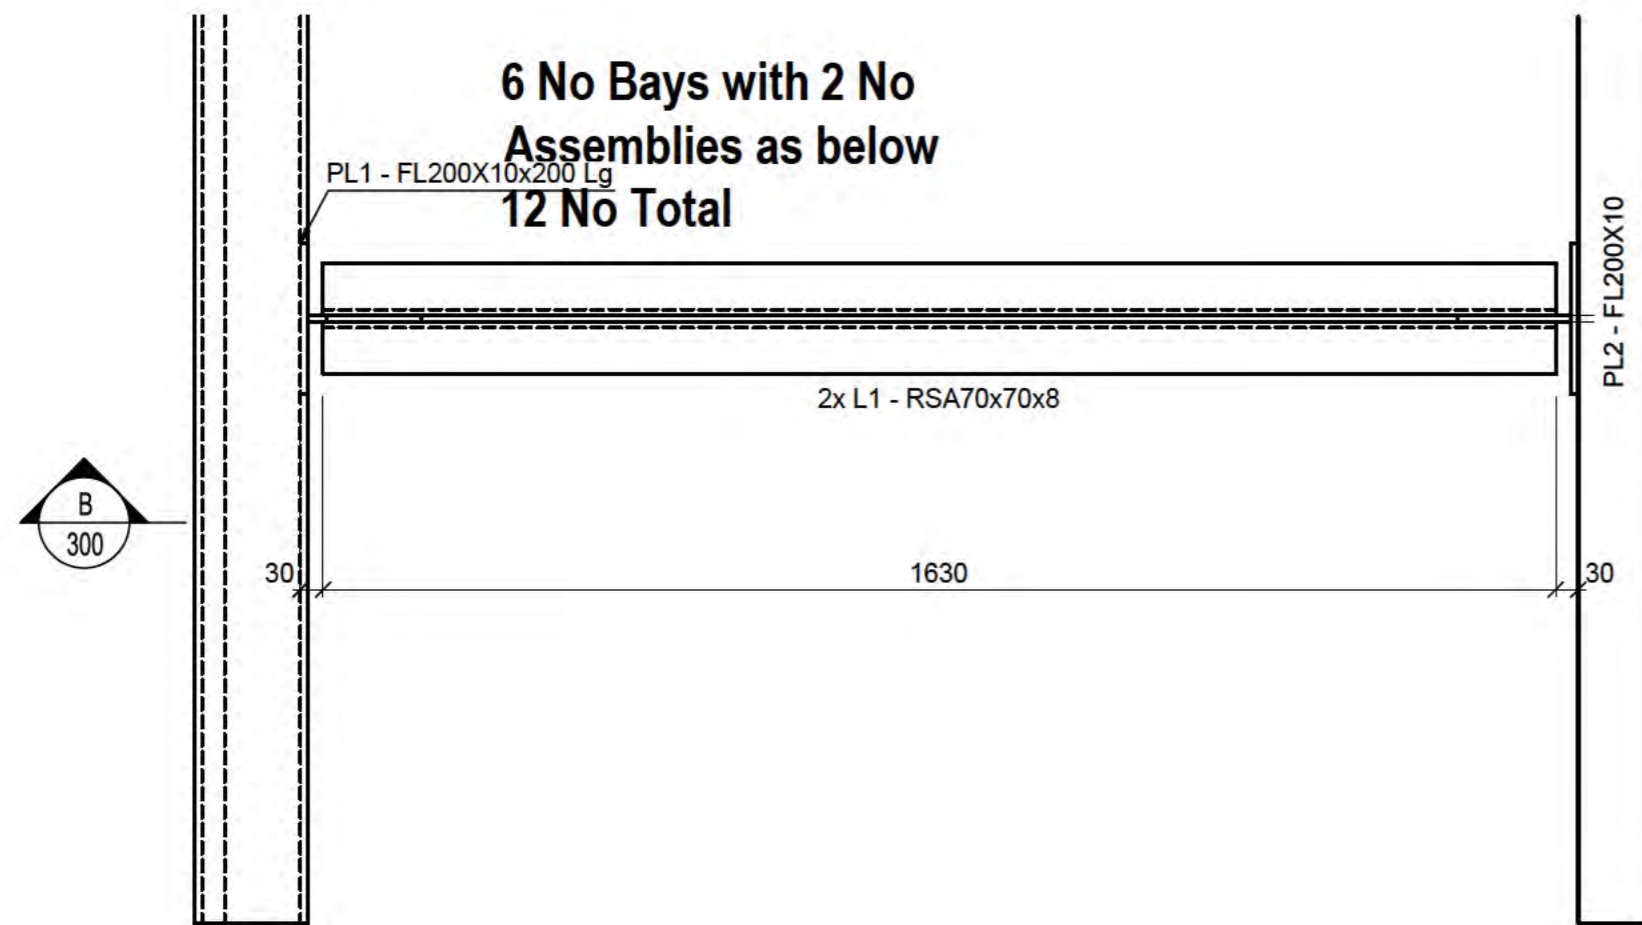 6 No Bays with 2 No
Assemblies as below
PL1 - FL200X10x200 Lg
12 No Total
PL2 - FL200X10
2x L1 - RSA70x70x8
B
300
30
1630
30